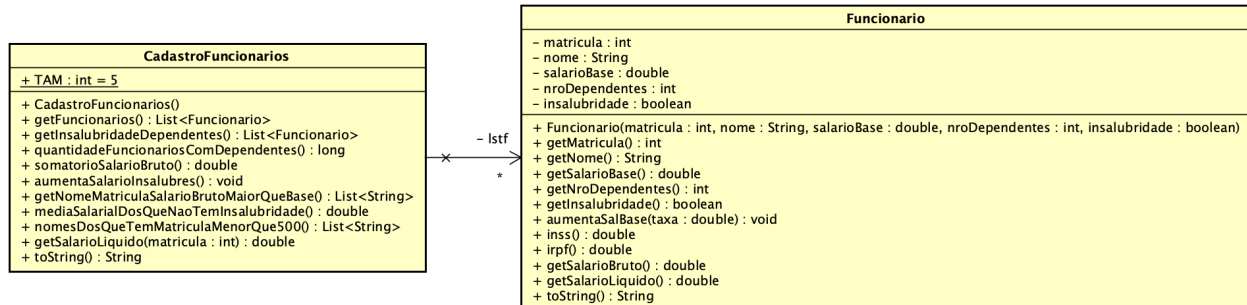 CadastroFuncionarios
+ TAM : int = 5
+ CadastroFuncionarios()
+ getFuncionarios() : List<Funcionario>
+ getInsalubridadeDependentes() : List<Funcionario>
+ quantidadeFuncionariosComDependentes() : long
+ somatorioSalarioBruto() : double
+ aumentaSalarioInsalubres() : void
+ getNomeMatriculaSalarioBrutoMaiorQueBase() : List<String>
+ mediaSalarialDosQueNaoTemInsalubridade() : double
+ nomesDosQueTemMatriculaMenorQue500() : List<String>
+ getSalarioLiquido(matricula : int) : double
+ toString() : String
- lstf
*
Funcionario
- matricula : int
- nome : String
- salarioBase : double
- nroDependentes : int
- insalubridade : boolean
+ Funcionario(matricula : int, nome : String, salarioBase : double, nroDependentes : int, insalubridade : boolean)
+ getMatricula() : int
+ getNome() : String
+ getSalarioBase() : double
+ getNroDependentes() : int
+ getInsalubridade() : boolean
+ aumentaSalBase(taxa : double) : void
+ inss() : double
+ irpf() : double
+ getSalarioBruto() : double
+ getSalarioLiquido() : double
+ toString() : String